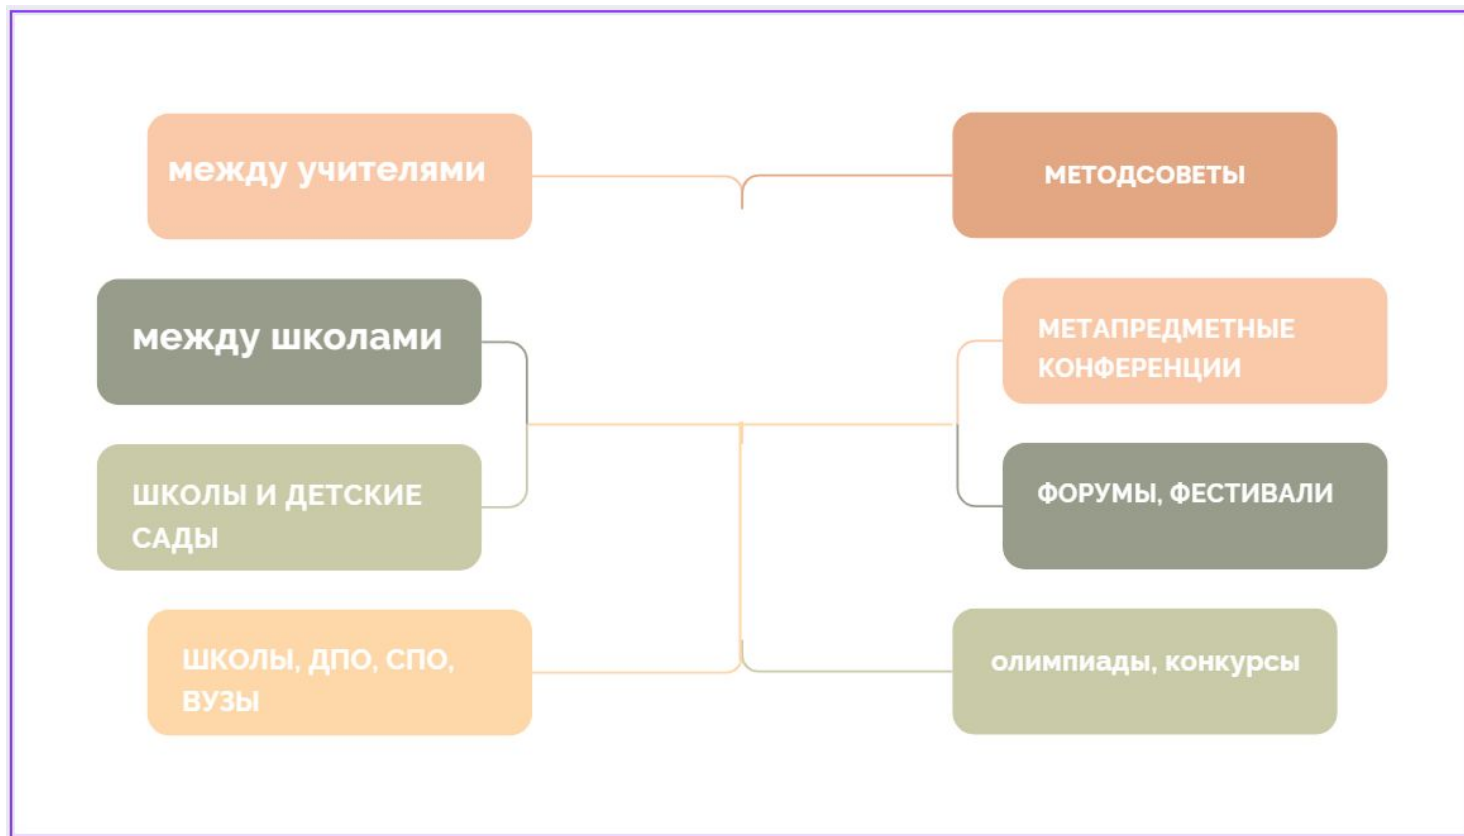 между учителями
МЕТОДСОВЕТЫ
между школами
МЕТАПРЕДМЕТНЫЕ
КОНФЕРЕНЦИИ
ШКОЛЫ И ДЕТСКИЕ
САДЫ
ФОРУМЫ, ФЕСТИВАЛИ
ШКОЛЫ, ДПО, СПО,
ВУЗЫ
олимпиады, конкурсы